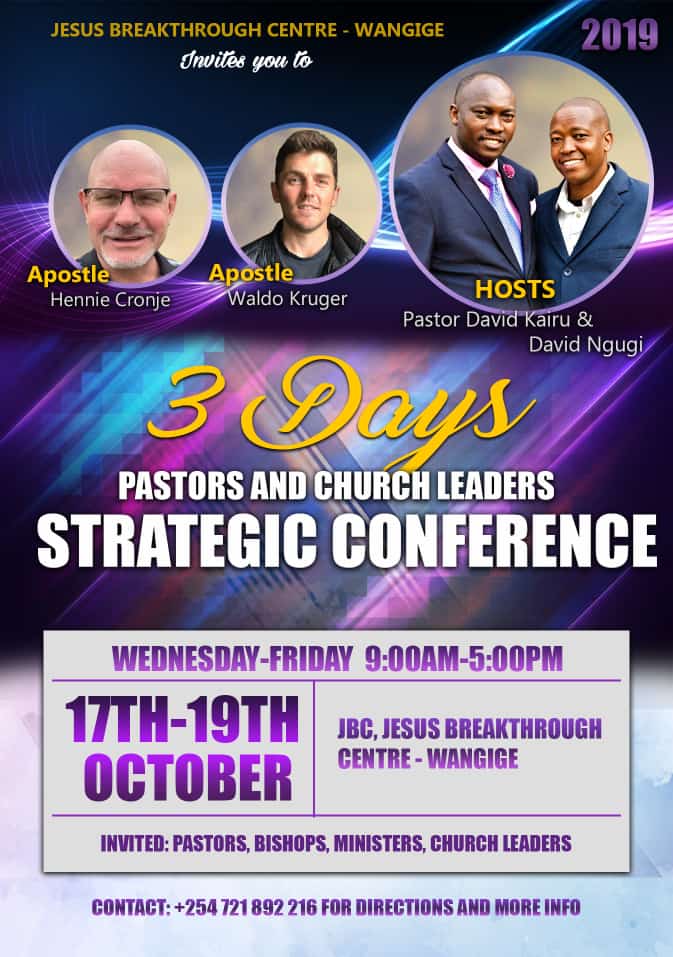 JESUS BREAKTHROUGH CENTRE - WANGIGE
2019
Invites you to
Apostle
Hennie Cronje
Apostle
Waldo Kruger
HOSTS
Pastor David Kairu &
David Ngugi
3 Days
PASTORS AND CHURCH LEADERS
STRATEGIC CONFERENCE
WEDNESDAY-FRIDAY 9:00AM-5:00PM
17TH-19TH
OCTOBER
JBC, JESUS BREAKTHROUGH
CENTRE - WANGIGE
INVITED: PASTORS, BISHOPS, MINISTERS, CHURCH LEADERS
CONTACT: +254 721 892 216 FOR DIRECTIONS AND MORE INFO